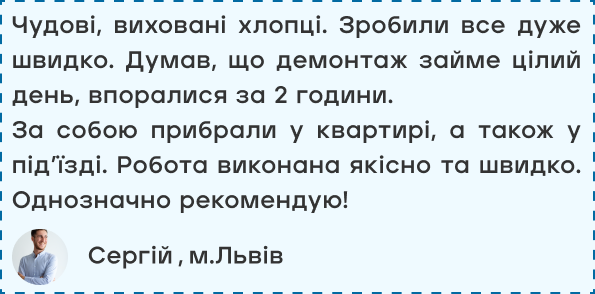 Чудові, виховані хлопці. Зробили все дуже
швидко. Думав, що демонтаж займе цілий
день, впоралися за 2 години.
За собою прибрали у квартирі, а також у
під’їзді. Робота виконана якісно та швидко.
Однозначно рекомендую!
Сергій , м.Львів